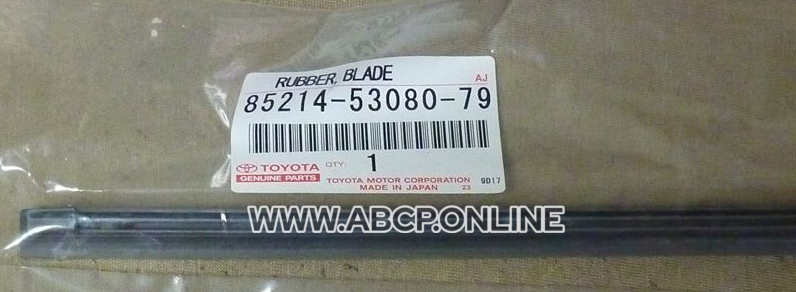 RUBBER, BLADE AJ
85214-53080-79
TOYOTA QTY: 1
GENUINE PARTS TOYOTA MOTOR CORPORATION 9D17
MADE IN JAPAN 23
WWW.ABCP.ONLINE